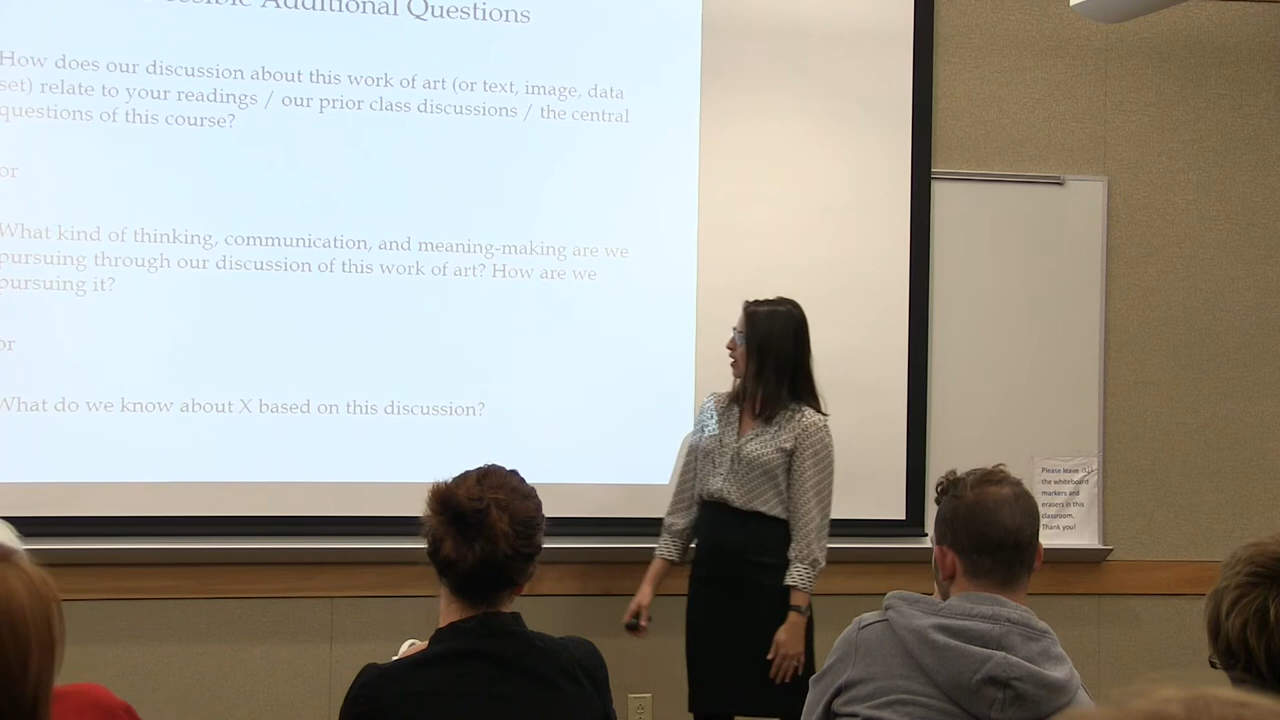 Additional Questions
How does our discussion about this work of art (or text, image, data
set) relate to your readings / our prior class discussions / the central
questions of this course?
or
What kind of thinking, communication, and meaning-making are we
pursuing through our discussion of this work of art? How are we
pursuing it?
or
What do we know about X based on this discussion?
Please leave all
the whiteboard
markers and
erasers in this
classroom.
Thank you!